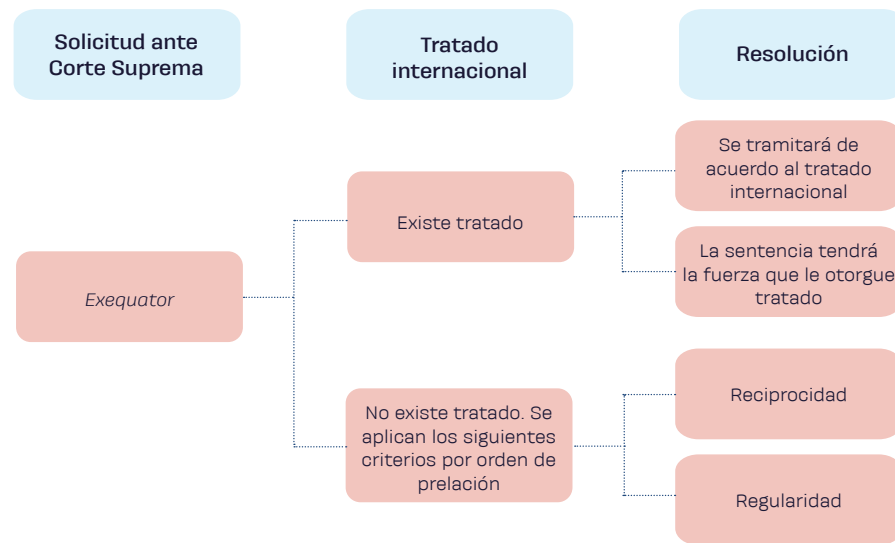 Solicitud ante
Corte Suprema
Tratado
internacional
Resolución
Exequator
Existe tratado
Se tramitará de
acuerdo al tratado
internacional
La sentencia tendrá
la fuerza que le otorgue
tratado
No existe tratado. Se
aplican los siguientes
criterios por orden de
prelación
Reciprocidad
Regularidad